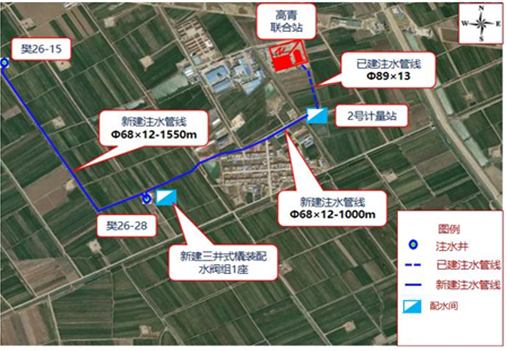 樊26-15
高青
联合站
N
W
E
S
已建注水管线
Φ89×13
新建注水管线
Φ68×12-1550m
2号计量站
新建注水管线
Φ68×12-1000m
樊26-28
新建三井式橇装配
水阀组1座
图例
注水井
已建注水管线
新建注水管线
配水间